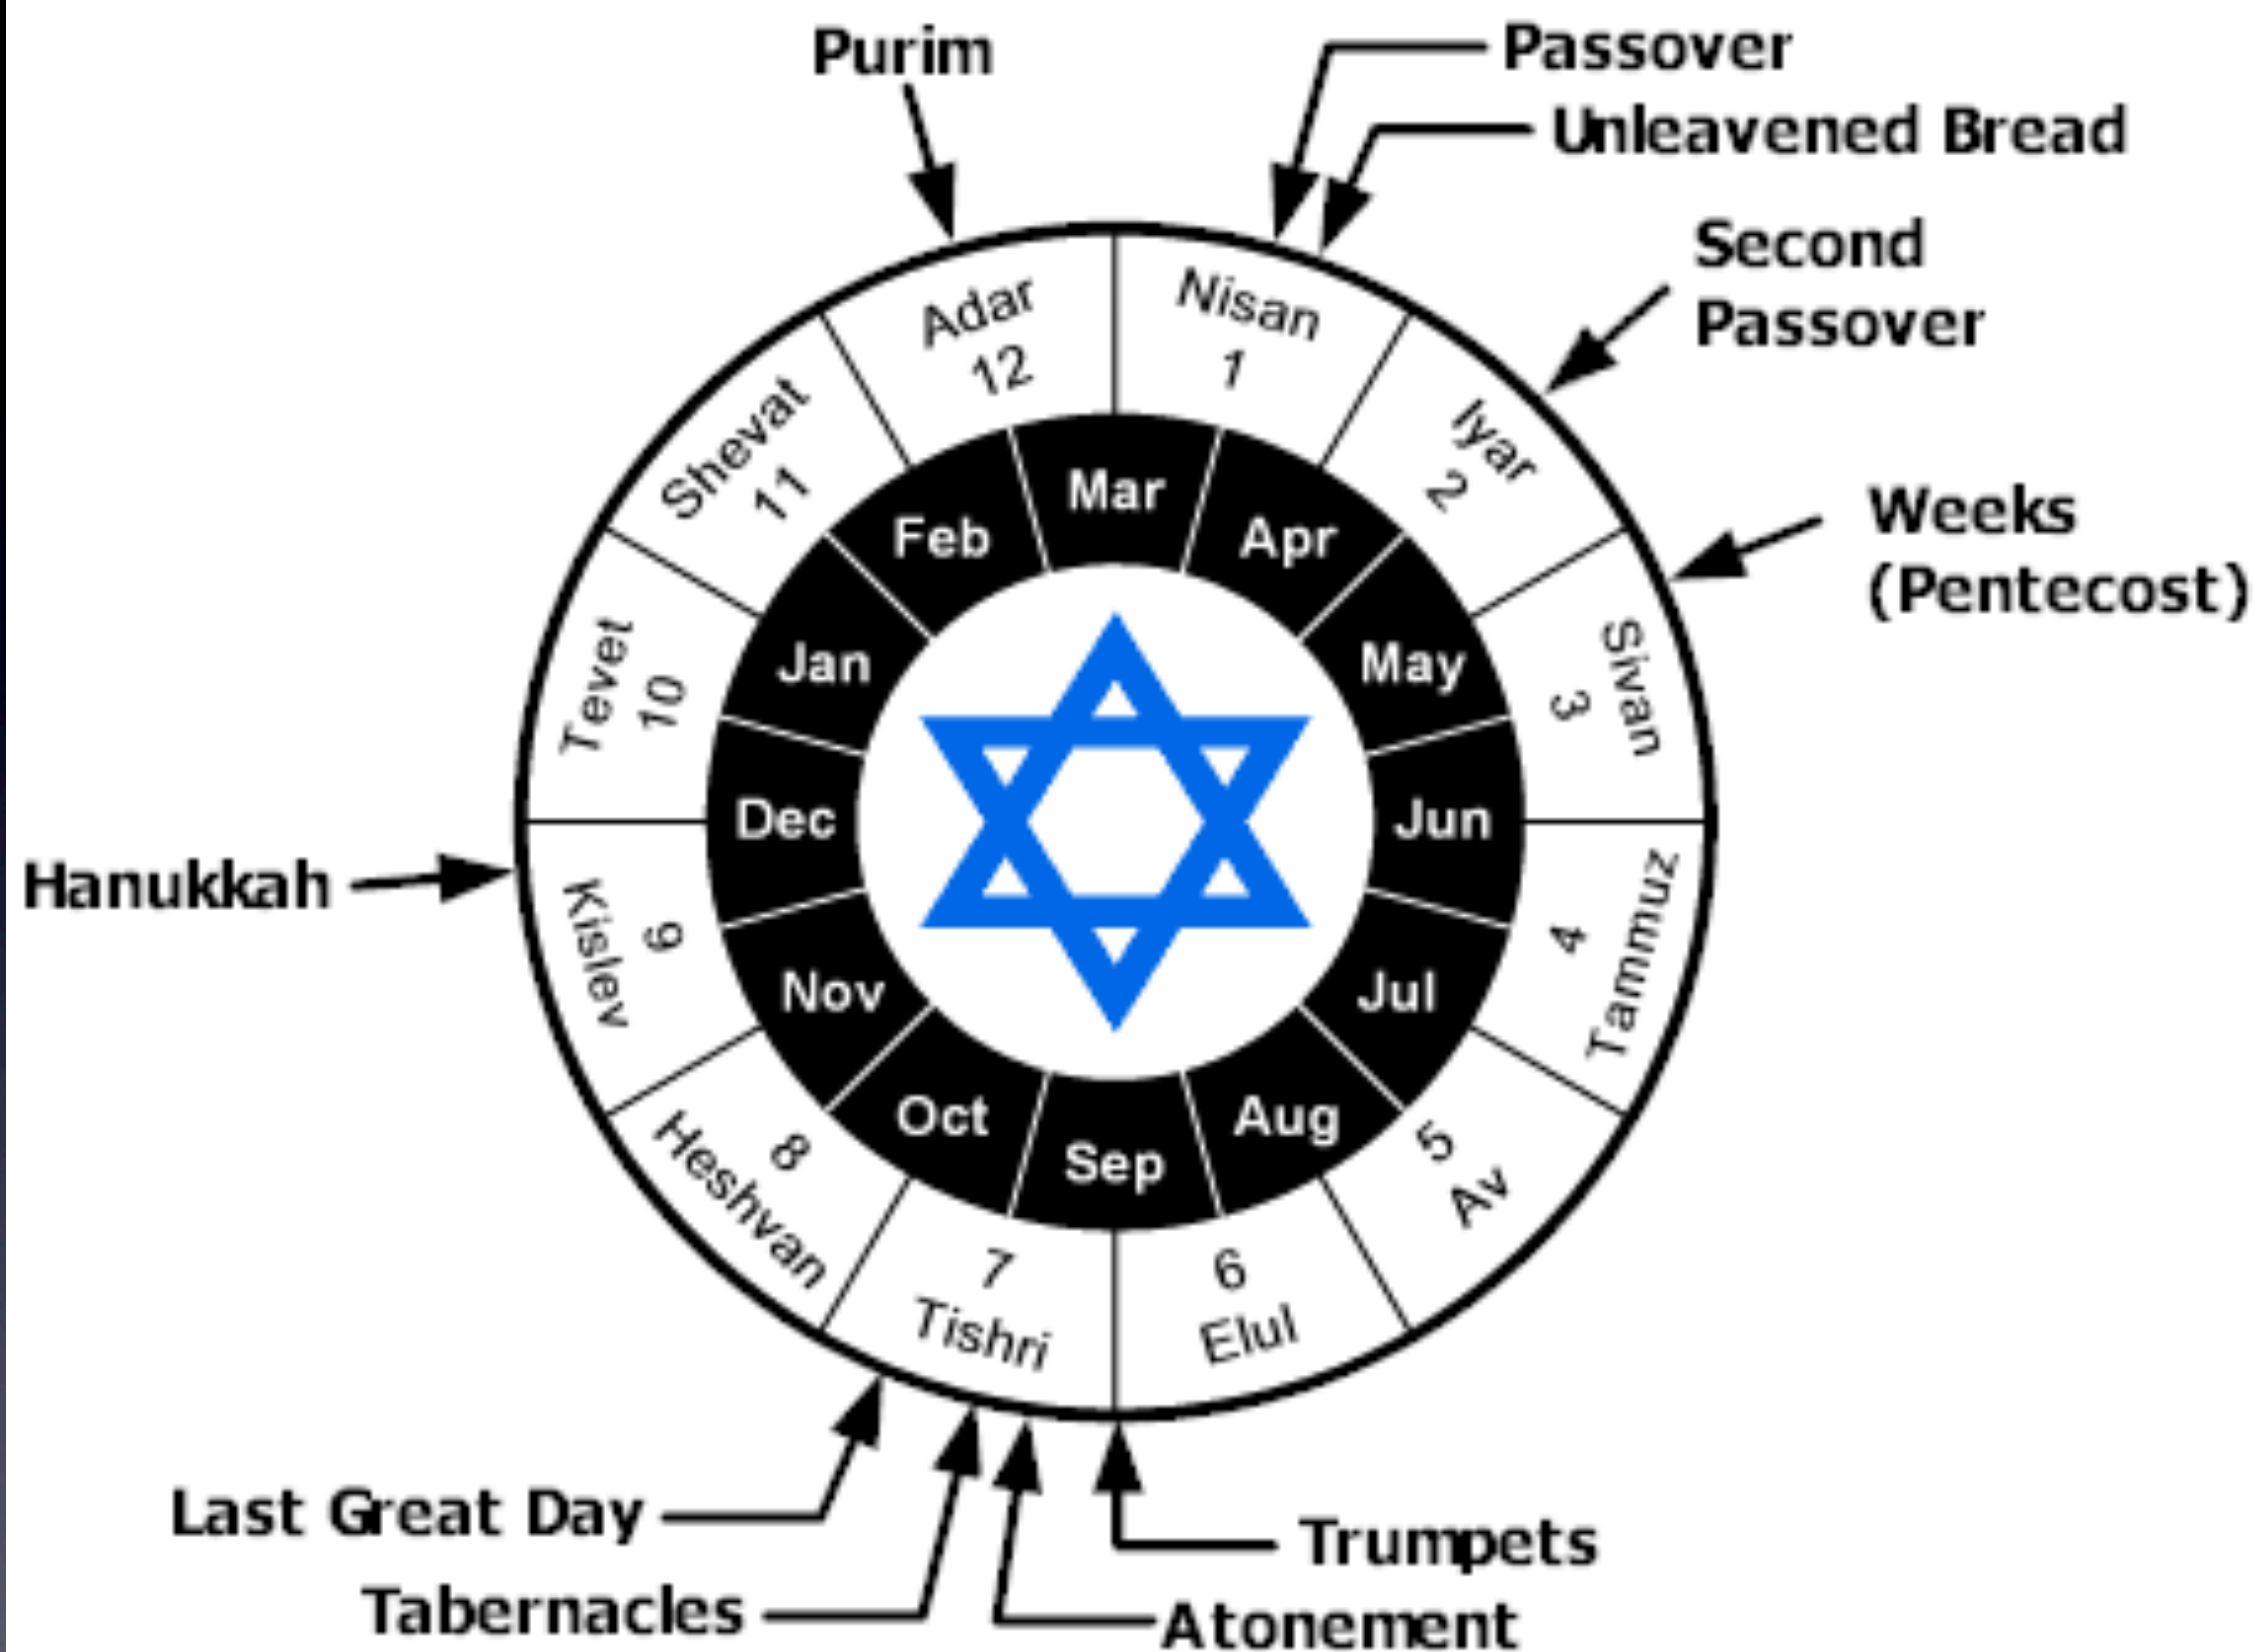 Purim
Passover
Unleavened Bread
Second
Passover
Weeks
(Pentecost)
Hanukkah
Last Great Day
Tabernacles
Atonement
Trumpets
Nisan
1
Iyar
2
Sivan
3
Tammuz
4
5
Av
6
Elul
7
Tishri
8
Heshvan
9
Kislev
Tevet
10
Shevat
11
Adar
12
Mar
Apr
May
Jun
Jul
Aug
Sep
Oct
Nov
Dec
Jan
Feb